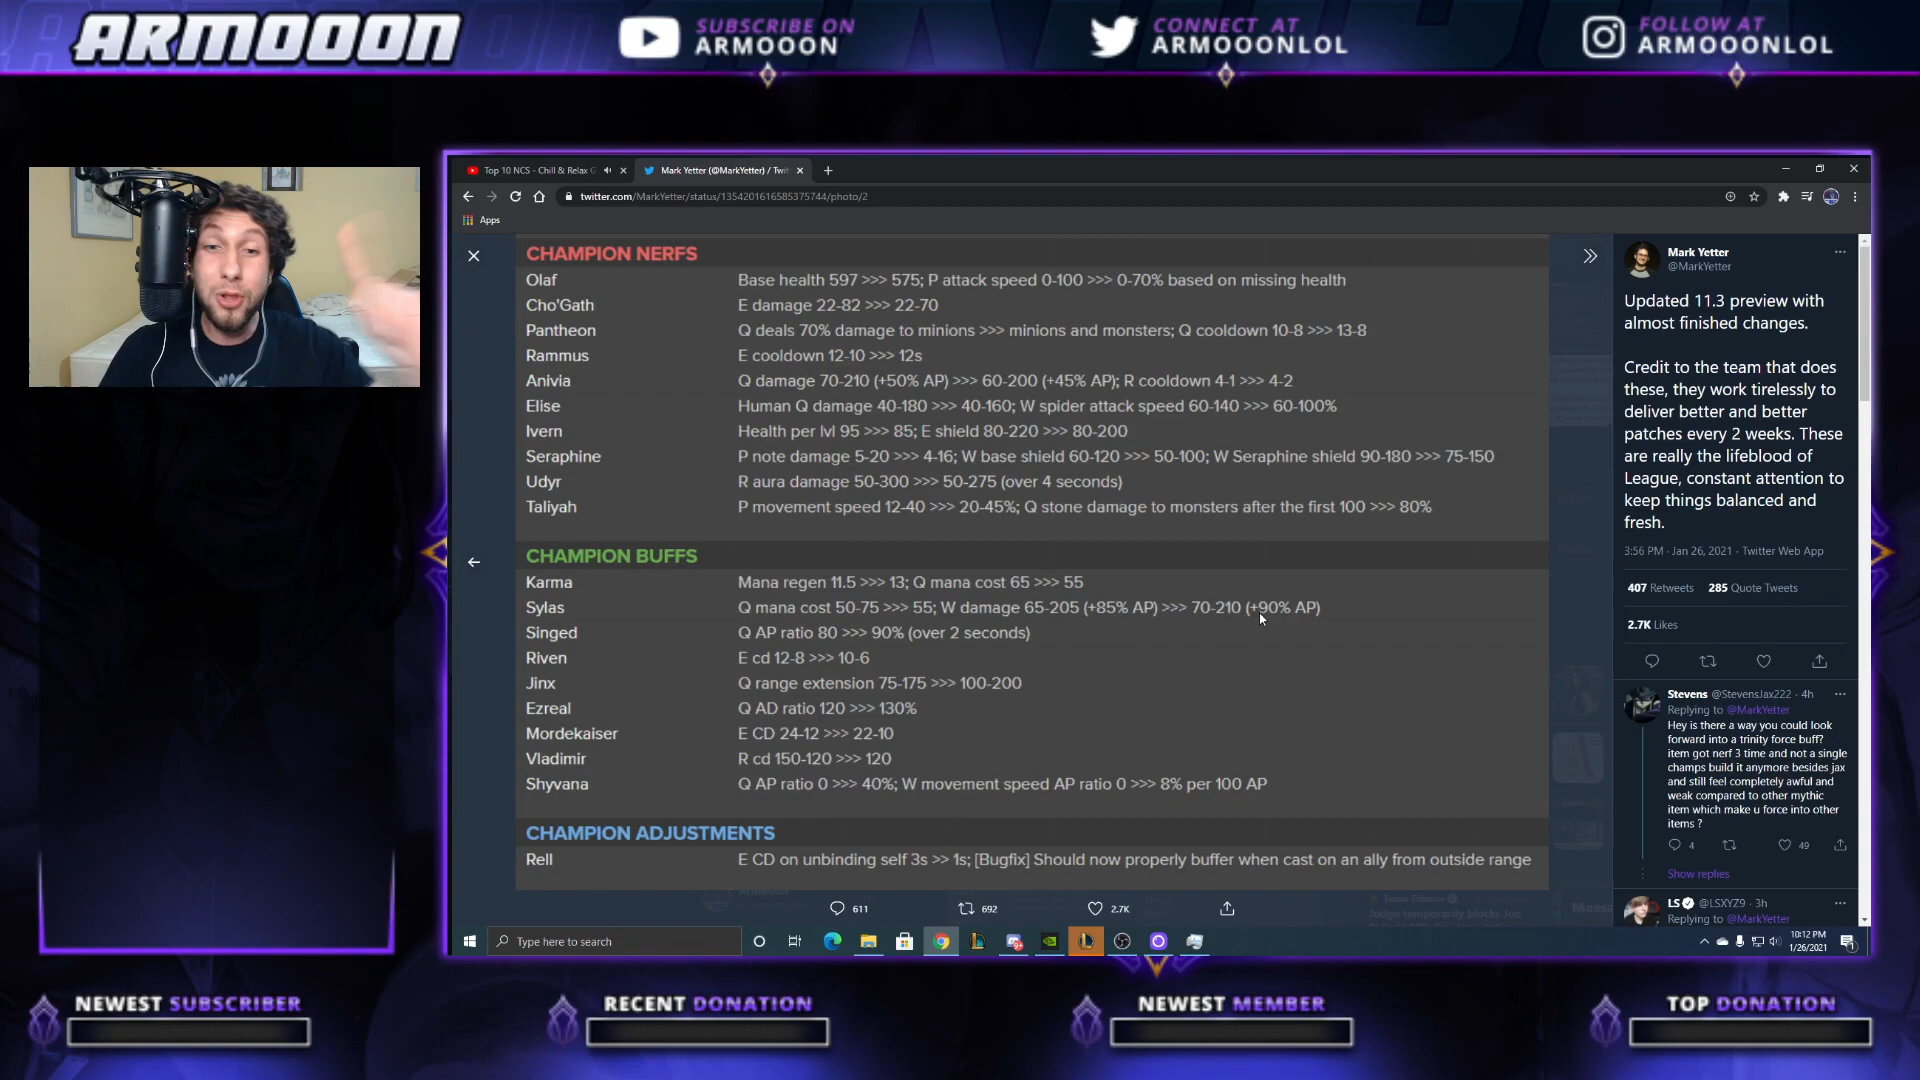 ARMOOON
SUBSCRIBE ON
ARMOOON
CONNECT AT
ARMOOONLOL
FOLLOW AT
ARMOOONLOL
Top 10 NCS - Chill & Relax G
Mark Yetter (@MarkYetter) / Twit
twitter.com/MarkYetter/status/1354201616585375744/photo/2
Apps
CHAMPION NERFS
Olaf Base health 597 >>> 575; P attack speed 0-100 >>> 0-70% based on missing health
Cho'Gath E damage 22-82 >>> 22-70
Pantheon Q deals 70% damage to minions >>> minions and monsters; Q cooldown 10-8 >>> 13-8
Rammus E cooldown 12-10 >>> 12s
Anivia Q damage 70-210 (+50% AP) >>> 60-200 (+45% AP); R cooldown 4-1 >>> 4-2
Elise Human Q damage 40-180 >>> 40-160; W spider attack speed 60-140 >>> 60-100%
Ivern Health per lvl 95 >>> 85; E shield 80-220 >>> 80-200
Seraphine P note damage 5-20 >>> 4-16; W base shield 60-120 >>> 50-100; W Seraphine shield 90-180 >>> 75-150
Udyr R aura damage 50-300 >>> 50-275 (over 4 seconds)
Taliyah P movement speed 12-40 >>> 20-45%; Q stone damage to monsters after the first 100 >>> 80%
CHAMPION BUFFS
Karma Mana regen 11.5 >>> 13; Q mana cost 65 >>> 55
Sylas Q mana cost 50-75 >>> 55; W damage 65-205 (+85% AP) >>> 70-210 (+90% AP)
Singed Q AP ratio 80 >>> 90% (over 2 seconds)
Riven E cd 12-8 >>> 10-6
Jinx Q range extension 75-175 >>> 100-200
Ezreal Q AD ratio 120 >>> 130%
Mordekaiser E CD 24-12 >>> 22-10
Vladimir R cd 150-120 >>> 120
Shyvana Q AP ratio 0 >>> 40%; W movement speed AP ratio 0 >>> 8% per 100 AP
CHAMPION ADJUSTMENTS
Rell E CD on unbinding self 3s >> 1s; [Bugfix] Should now properly buffer when cast on an ally from outside range
611 692 2.7K
Mark Yetter
@MarkYetter
Updated 11.3 preview with
almost finished changes.
Credit to the team that does
these, they work tirelessly to
deliver better and better
patches every 2 weeks. These
are really the lifeblood of
League, constant attention to
keep things balanced and
fresh.
3:56 PM · Jan 26, 2021 · Twitter Web App
407 Retweets 285 Quote Tweets
2.7K Likes
Stevens @StevensJax222 · 4h
Replying to @MarkYetter
Hey is there a way you could look
forward into a trinity force buff?
item got nerf 3 time and not a single
champs build it anymore besides jax
and still feel completely awful and
weak compared to other mythic
item which make u force into other
items ?
4 49
Show replies
LS @LSXYZ9 · 3h
Replying to @MarkYetter
Texas Tribune
Judge temporarily blocks Joe
Type here to search
10:12 PM
1/26/2021
NEWEST SUBSCRIBER
RECENT DONATION
NEWEST MEMBER
TOP DONATION